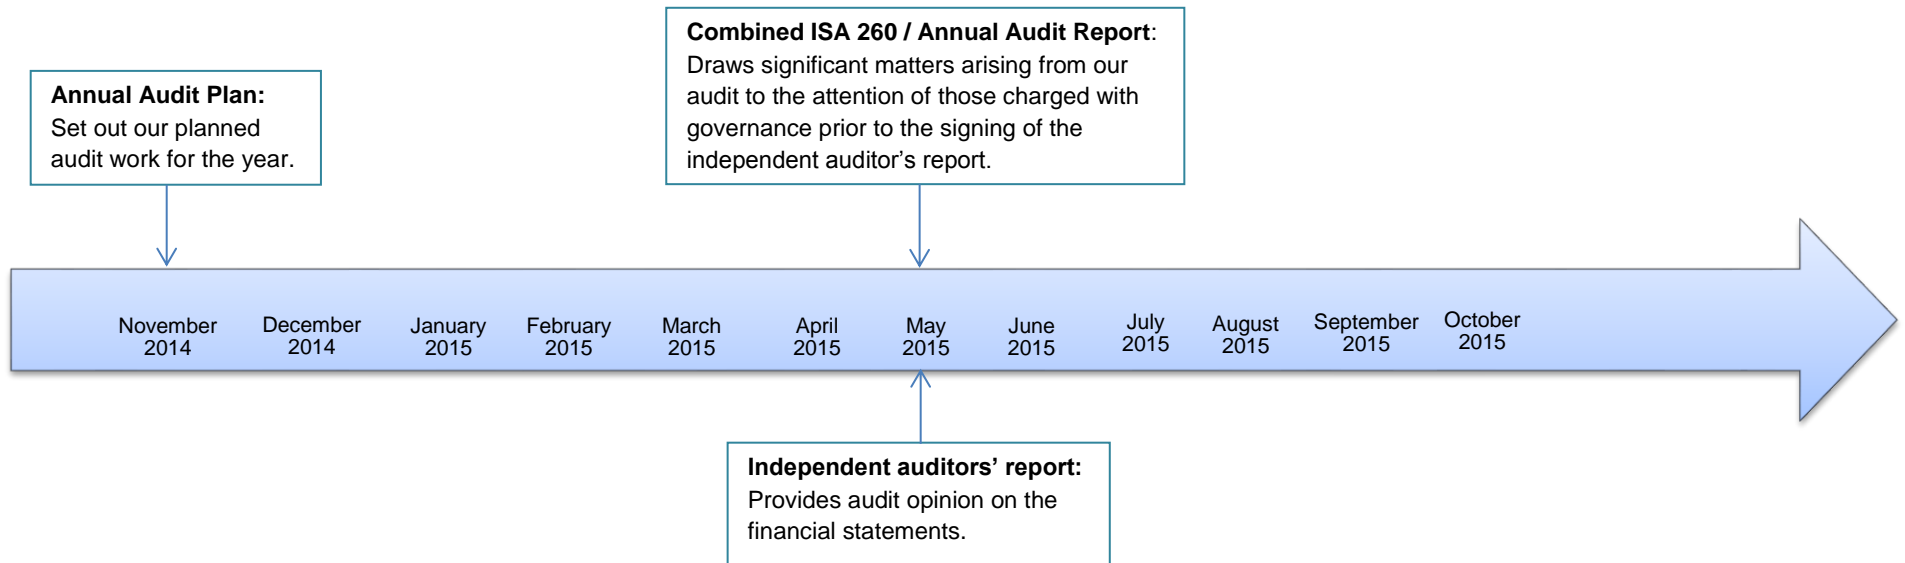 Combined ISA 260 / Annual Audit Report:
Draws significant matters arising from our
audit to the attention of those charged with
governance prior to the signing of the
independent auditor’s report.
Annual Audit Plan:
Set out our planned
audit work for the year.
November
2014
December
2014
January
2015
February
2015
March
2015
April
2015
May
2015
June
2015
July
2015
August
2015
September
2015
October
2015
Independent auditors’ report:
Provides audit opinion on the
financial statements.